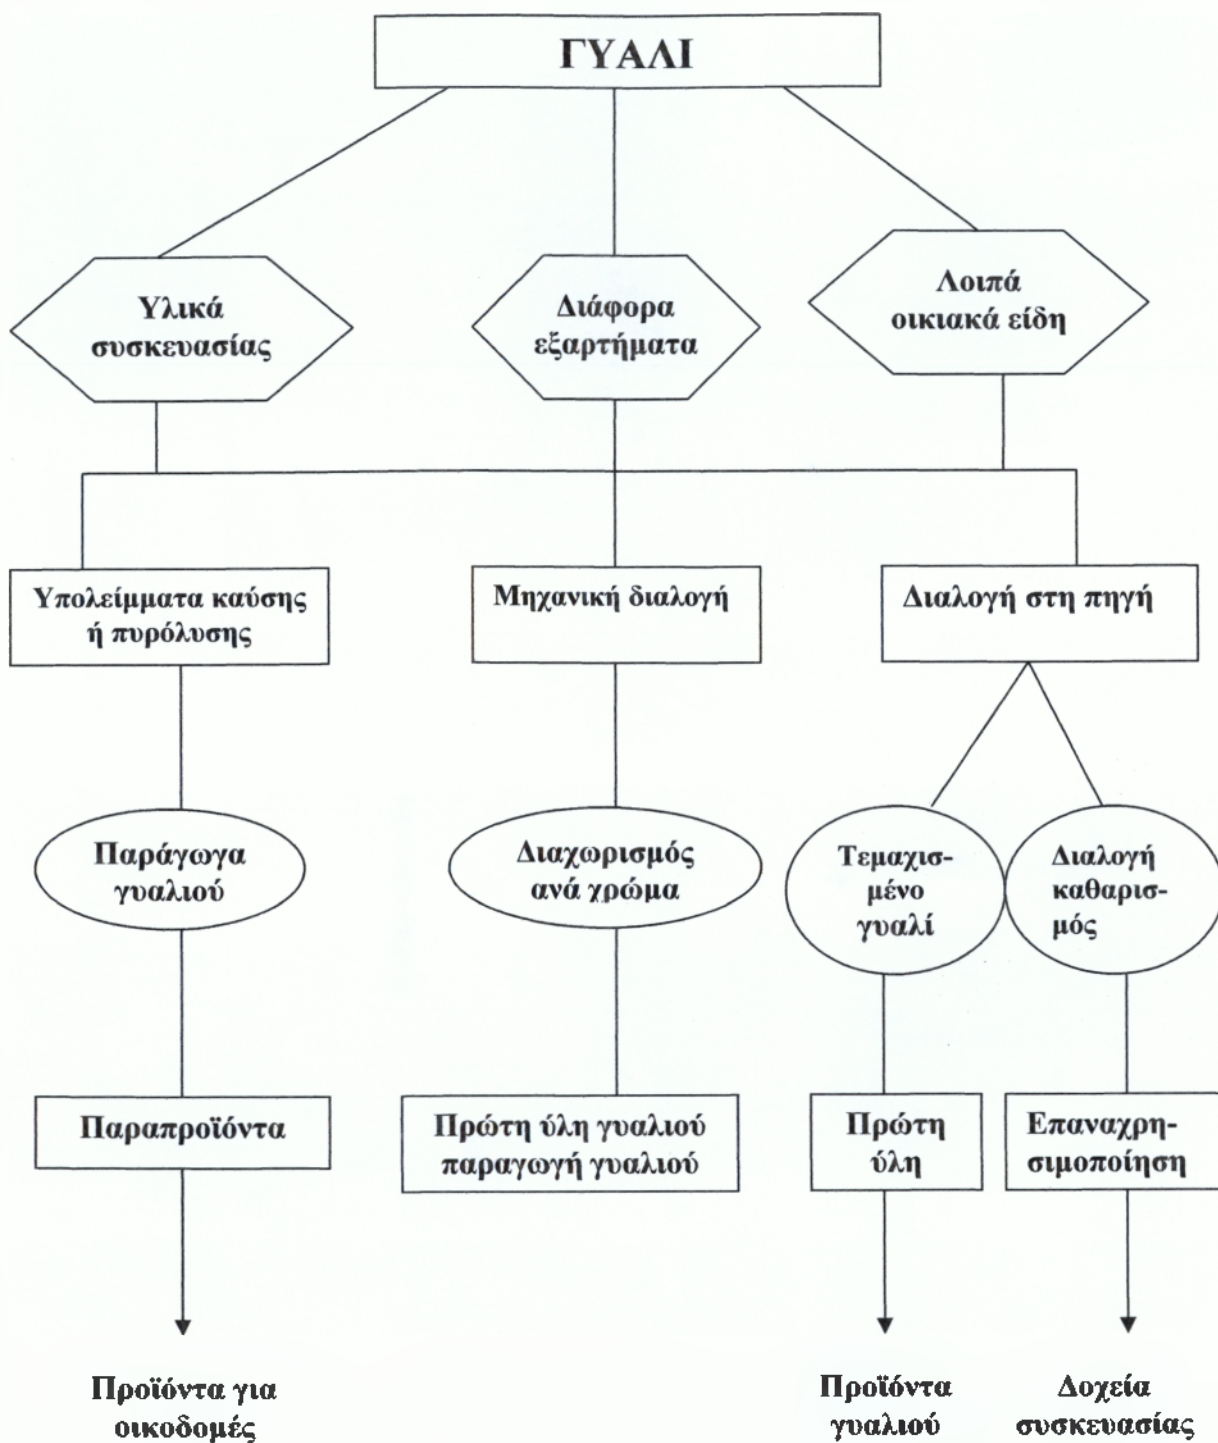 ΓΥΑΛΙ
Υλικά
συσκευασίας
Διάφορα
εξαρτήματα
Λοιπά
οικιακά είδη
Υπολείμματα καύσης
ή πυρόλυσης
Μηχανική διαλογή
Διαλογή στη πηγή
Παράγωγα
γυαλιού
Διαχωρισμός
ανά χρώμα
Τεμαχισ-
μένο
γυαλί
Διαλογή
καθαρισ-
μός
Παραπροϊόντα
Πρώτη ύλη γυαλιού
παραγωγή γυαλιού
Πρώτη
ύλη
Επαναχρη-
σιμοποίηση
Προϊόντα για
οικοδομές
Προϊόντα
γυαλιού
Δοχεία
συσκευασίας